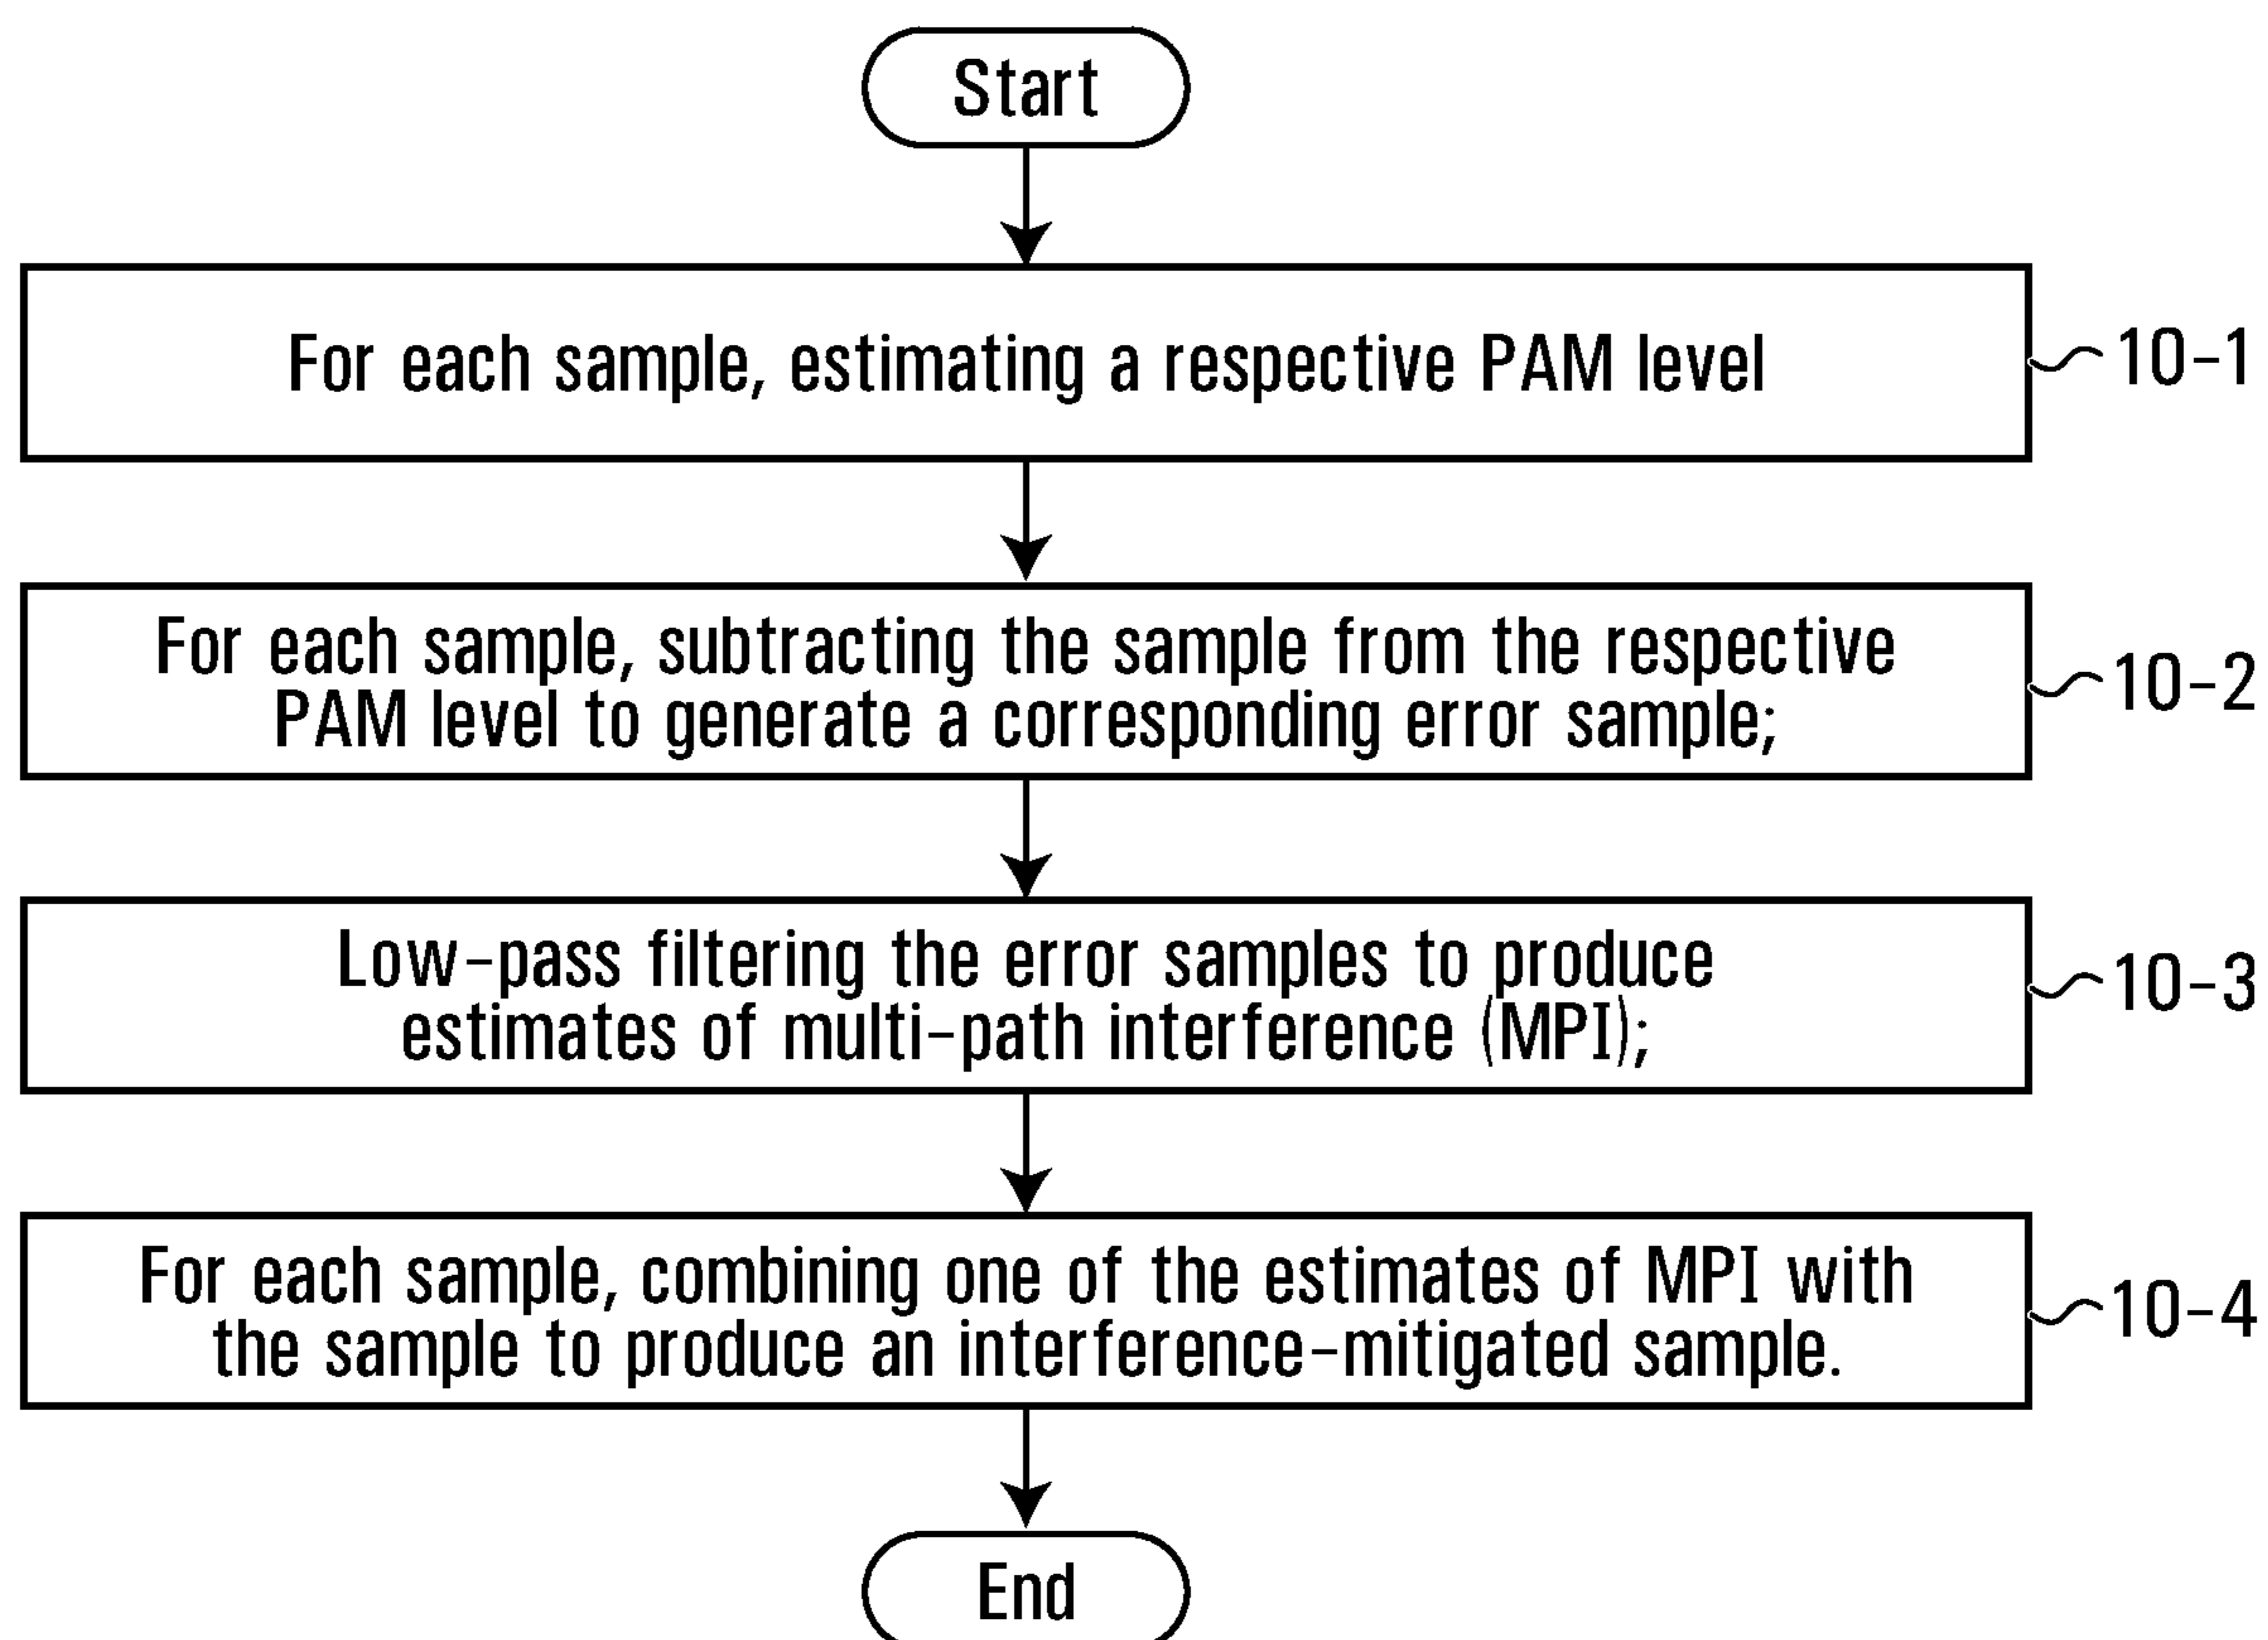 Start
For each sample, estimating a respective PAM level
10-1
For each sample, subtracting the sample from the respective
PAM level to generate a corresponding error sample;
10-2
Low-pass filtering the error samples to produce
estimates of multi-path interference (MPI);
10-3
For each sample, combining one of the estimates of MPI with
the sample to produce an interference-mitigated sample.
10-4
End